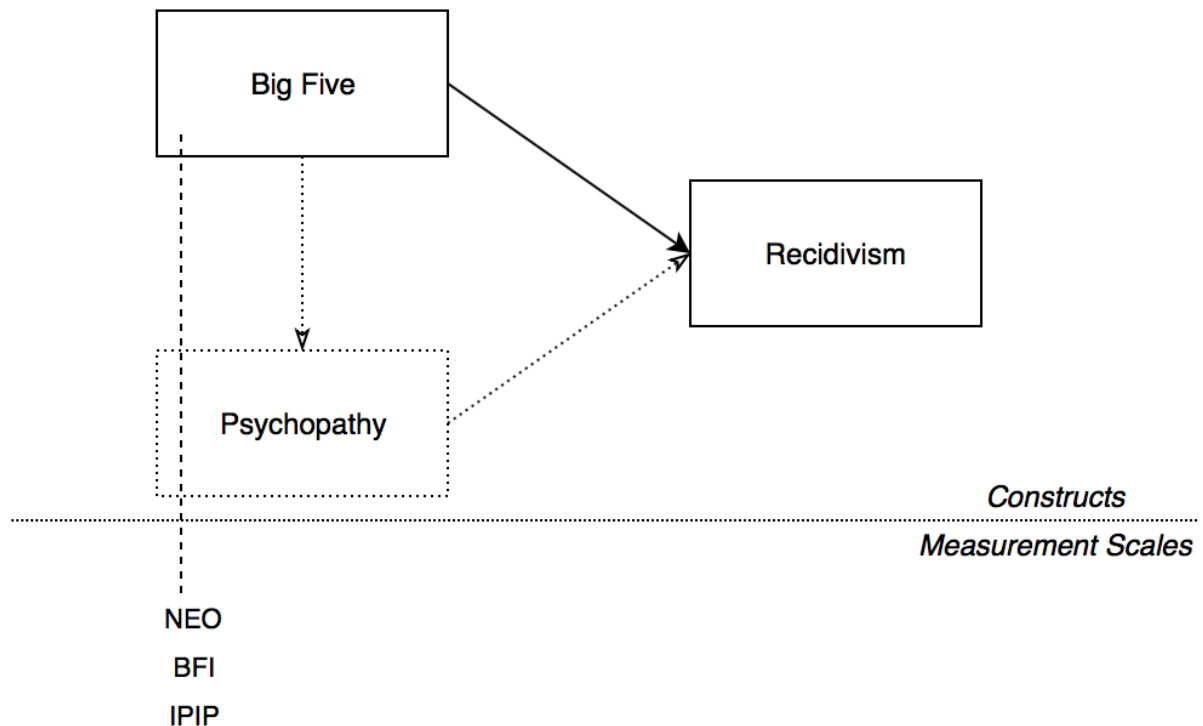 Big Five
Recidivism
Psychopathy
Constructs
Measurement Scales
NEO
BFI
IPIP